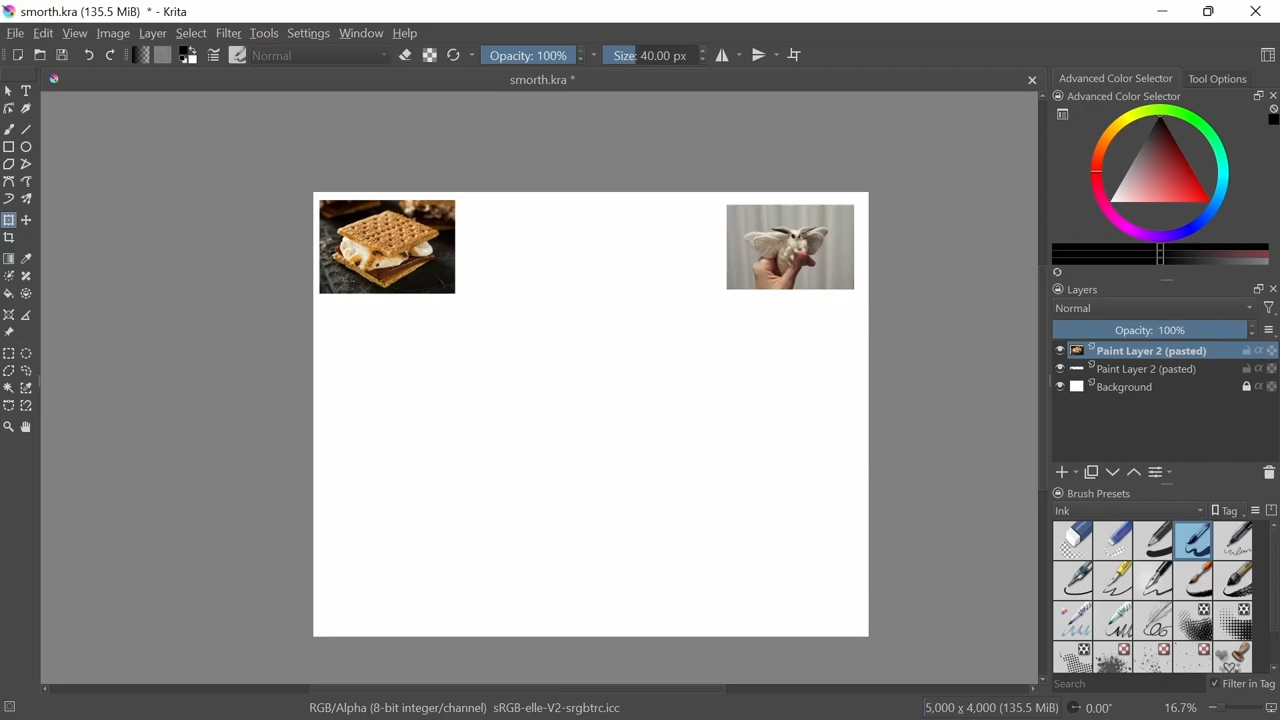 smorth.kra (135.5 MiB) * - Krita
File Edit View Image Layer Select Filter Tools Settings Window Help
Normal Opacity: 100% Size: 40.00 px
smorth.kra *
Advanced Color Selector Tool Options
Advanced Color Selector
Layers
Normal
Opacity: 100%
Paint Layer 2 (pasted)
Paint Layer 2 (pasted)
Background
Brush Presets
Ink Tag
Search Filter in Tag
RGB/Alpha (8-bit integer/channel) sRGB-elle-V2-srgbtrc.icc 5,000 x 4,000 (135.5 MiB) 0.00° 16.7%